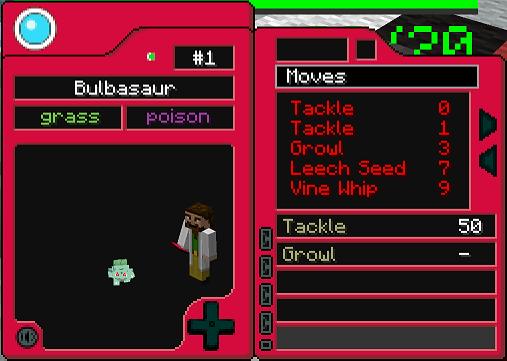 #1
Bulbasaur
grass poison
'20
Moves
Tackle 0
Tackle 1
Growl 3
Leech Seed 7
Vine Whip 9
Tackle 50
Growl -